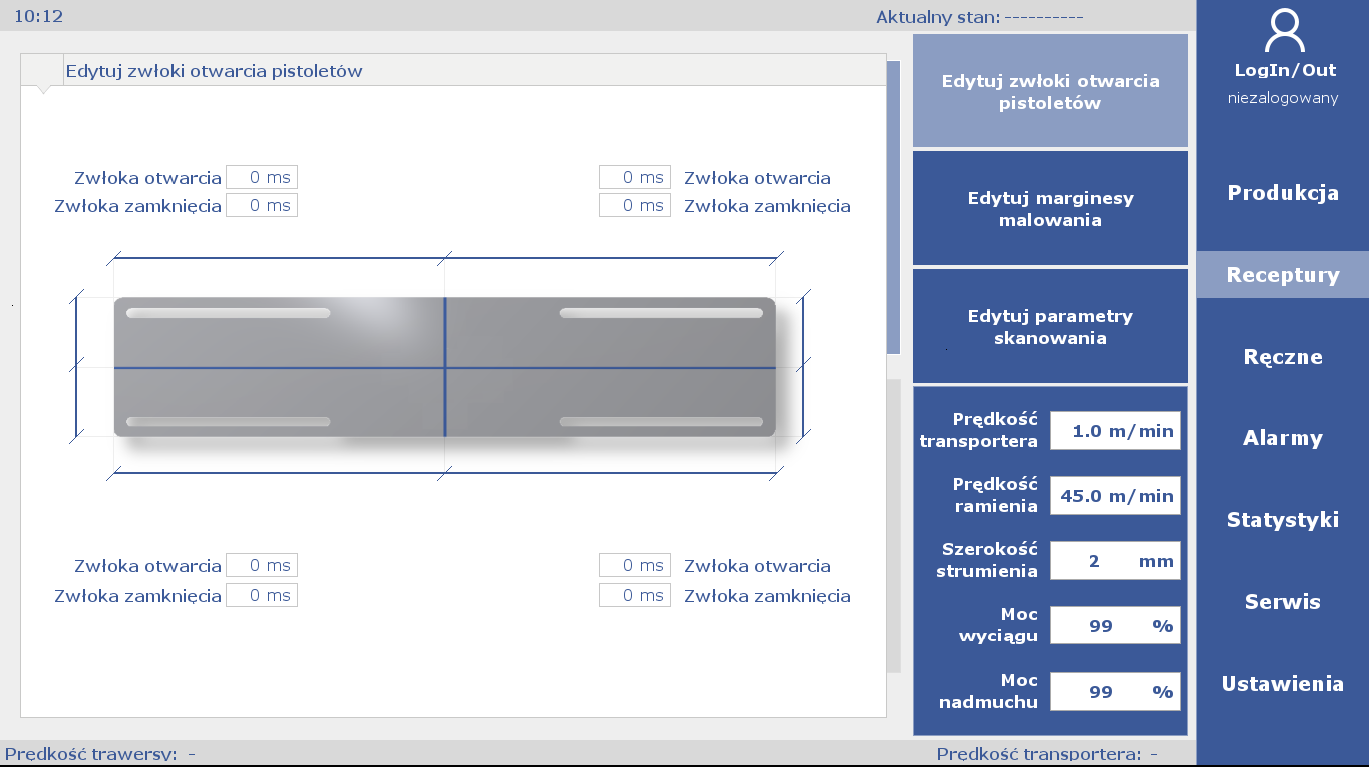 10:12
Aktualny stan: ----------
Edytuj zwłoki otwarcia pistoletów
Zwłoka otwarcia 0 ms
Zwłoka zamknięcia 0 ms
0 ms Zwłoka otwarcia
0 ms Zwłoka zamknięcia
Zwłoka otwarcia 0 ms
Zwłoka zamknięcia 0 ms
0 ms Zwłoka otwarcia
0 ms Zwłoka zamknięcia
Edytuj zwłoki otwarcia
pistoletów
Edytuj marginesy
malowania
Edytuj parametry
skanowania
Prędkość
transportera
1.0 m/min
Prędkość
ramienia
45.0 m/min
Szerokość
strumienia
2 mm
Moc
wyciągu
99 %
Moc
nadmuchu
99 %
LogIn/Out
niezalogowany
Produkcja
Receptury
Ręczne
Alarmy
Statystyki
Serwis
Ustawienia
Prędkość trawersy: -
Prędkość transportera: -